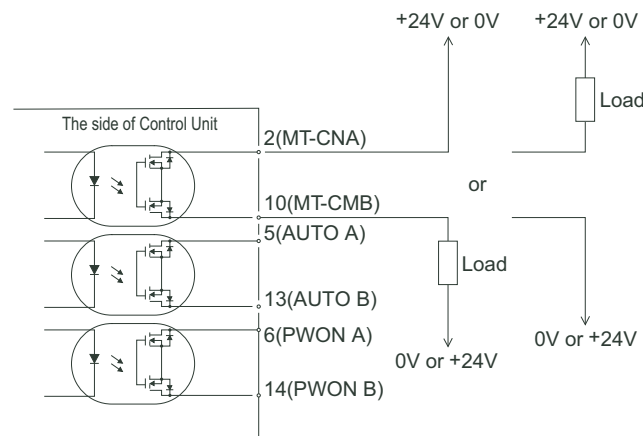 +24V or 0V
+24V or 0V
Load
The side of Control Unit
2(MT-CNA)
or
10(MT-CMB)
5(AUTO A)
Load
13(AUTO B)
6(PWON A)
0V or +24V
0V or +24V
14(PWON B)